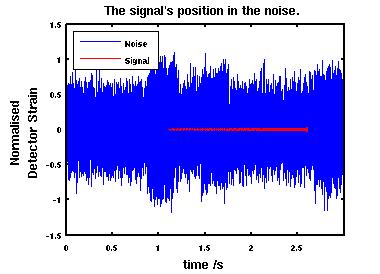 The signal's position in the noise.
1.5
Noise
Signal
1
0.5
0
-0.5
-1
-1.5
Normalised
Detector Strain
0 0.5 1 1.5 2 2.5
time /s